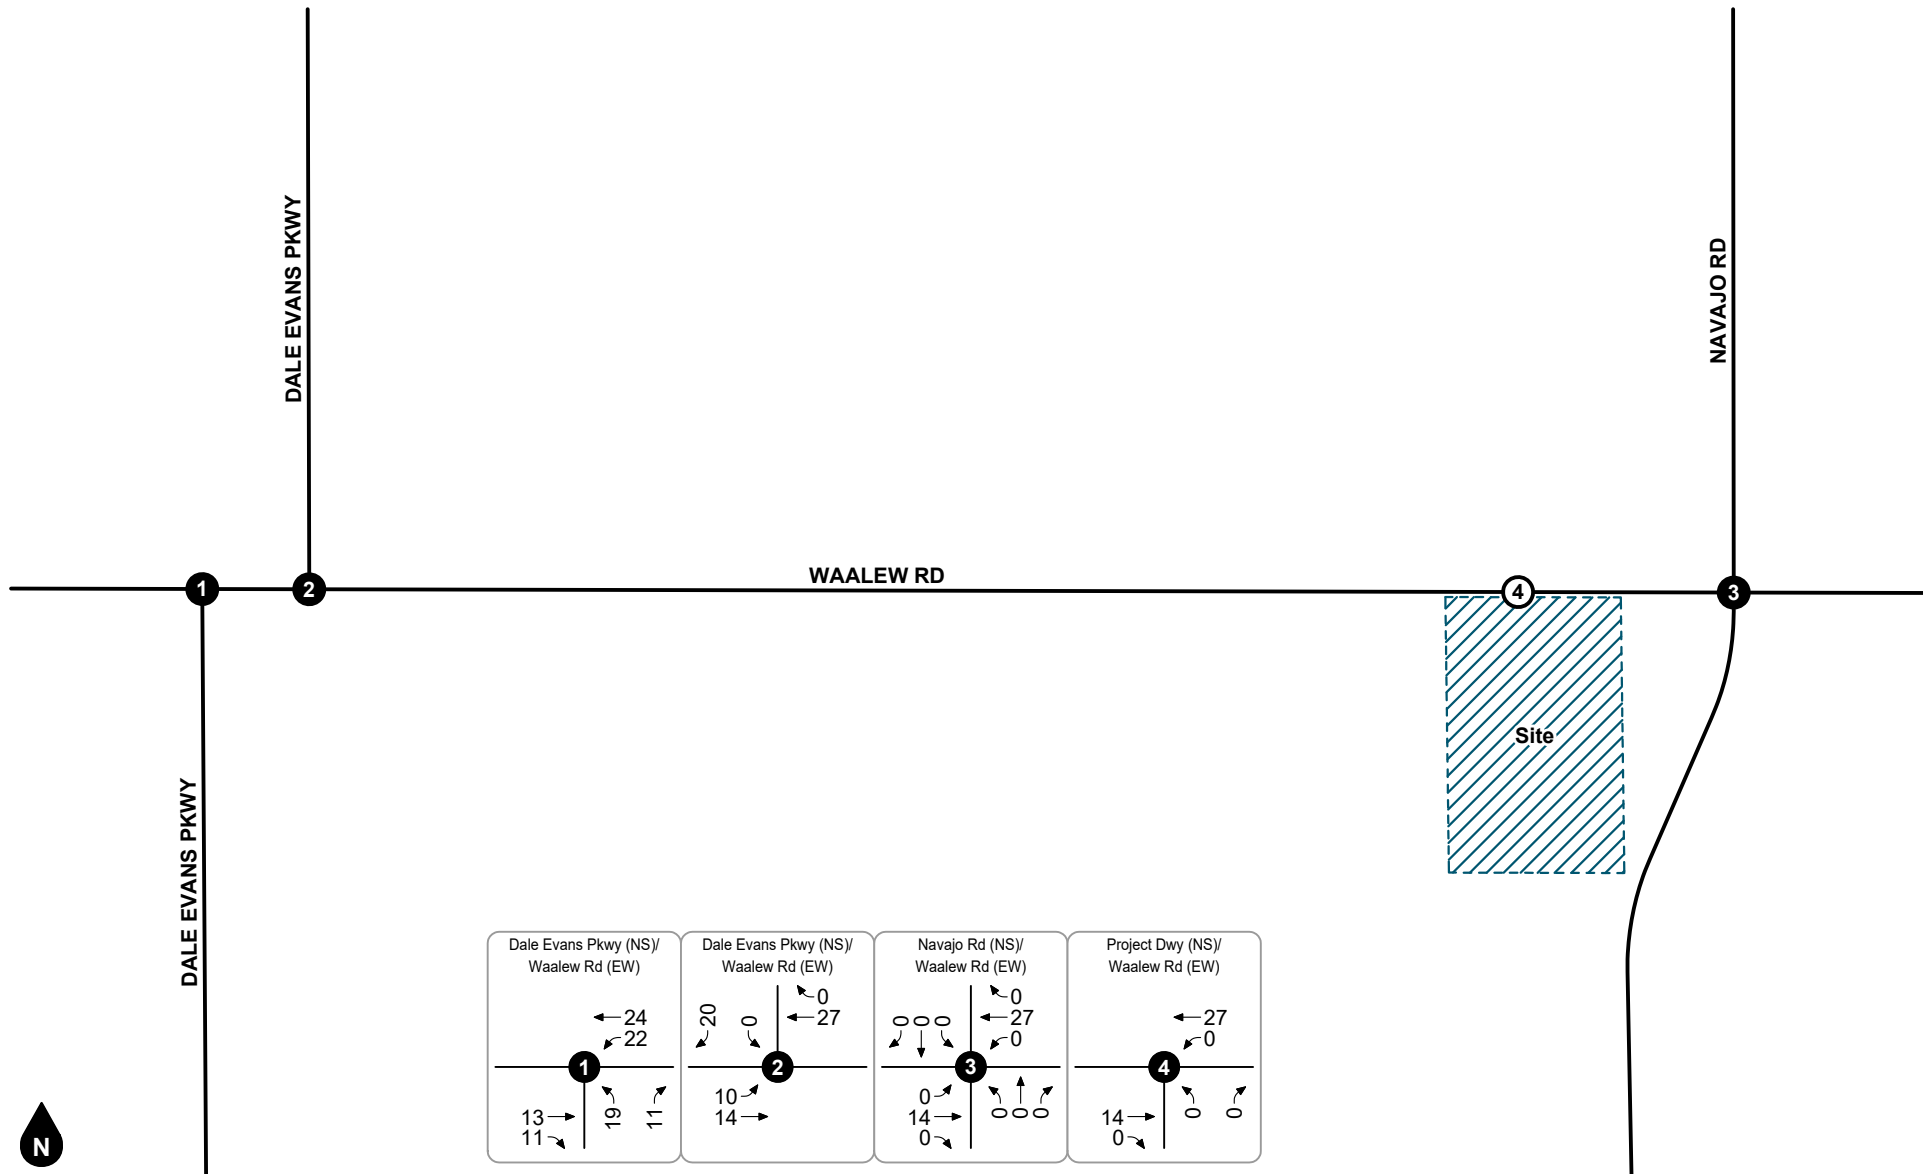 DALE EVANS PKWY
NAVAJO RD
1
2
WAALEW RD
4
3
Site
DALE EVANS PKWY
Dale Evans Pkwy (NS)/
Waalew Rd (EW)
24
22
1
13
11
19
11
Dale Evans Pkwy (NS)/
Waalew Rd (EW)
20
0
0
27
2
10
14
Navajo Rd (NS)/
Waalew Rd (EW)
0
0
0
0
27
0
3
0
14
0
0
0
0
Project Dwy (NS)/
Waalew Rd (EW)
27
0
4
14
0
0
0
N